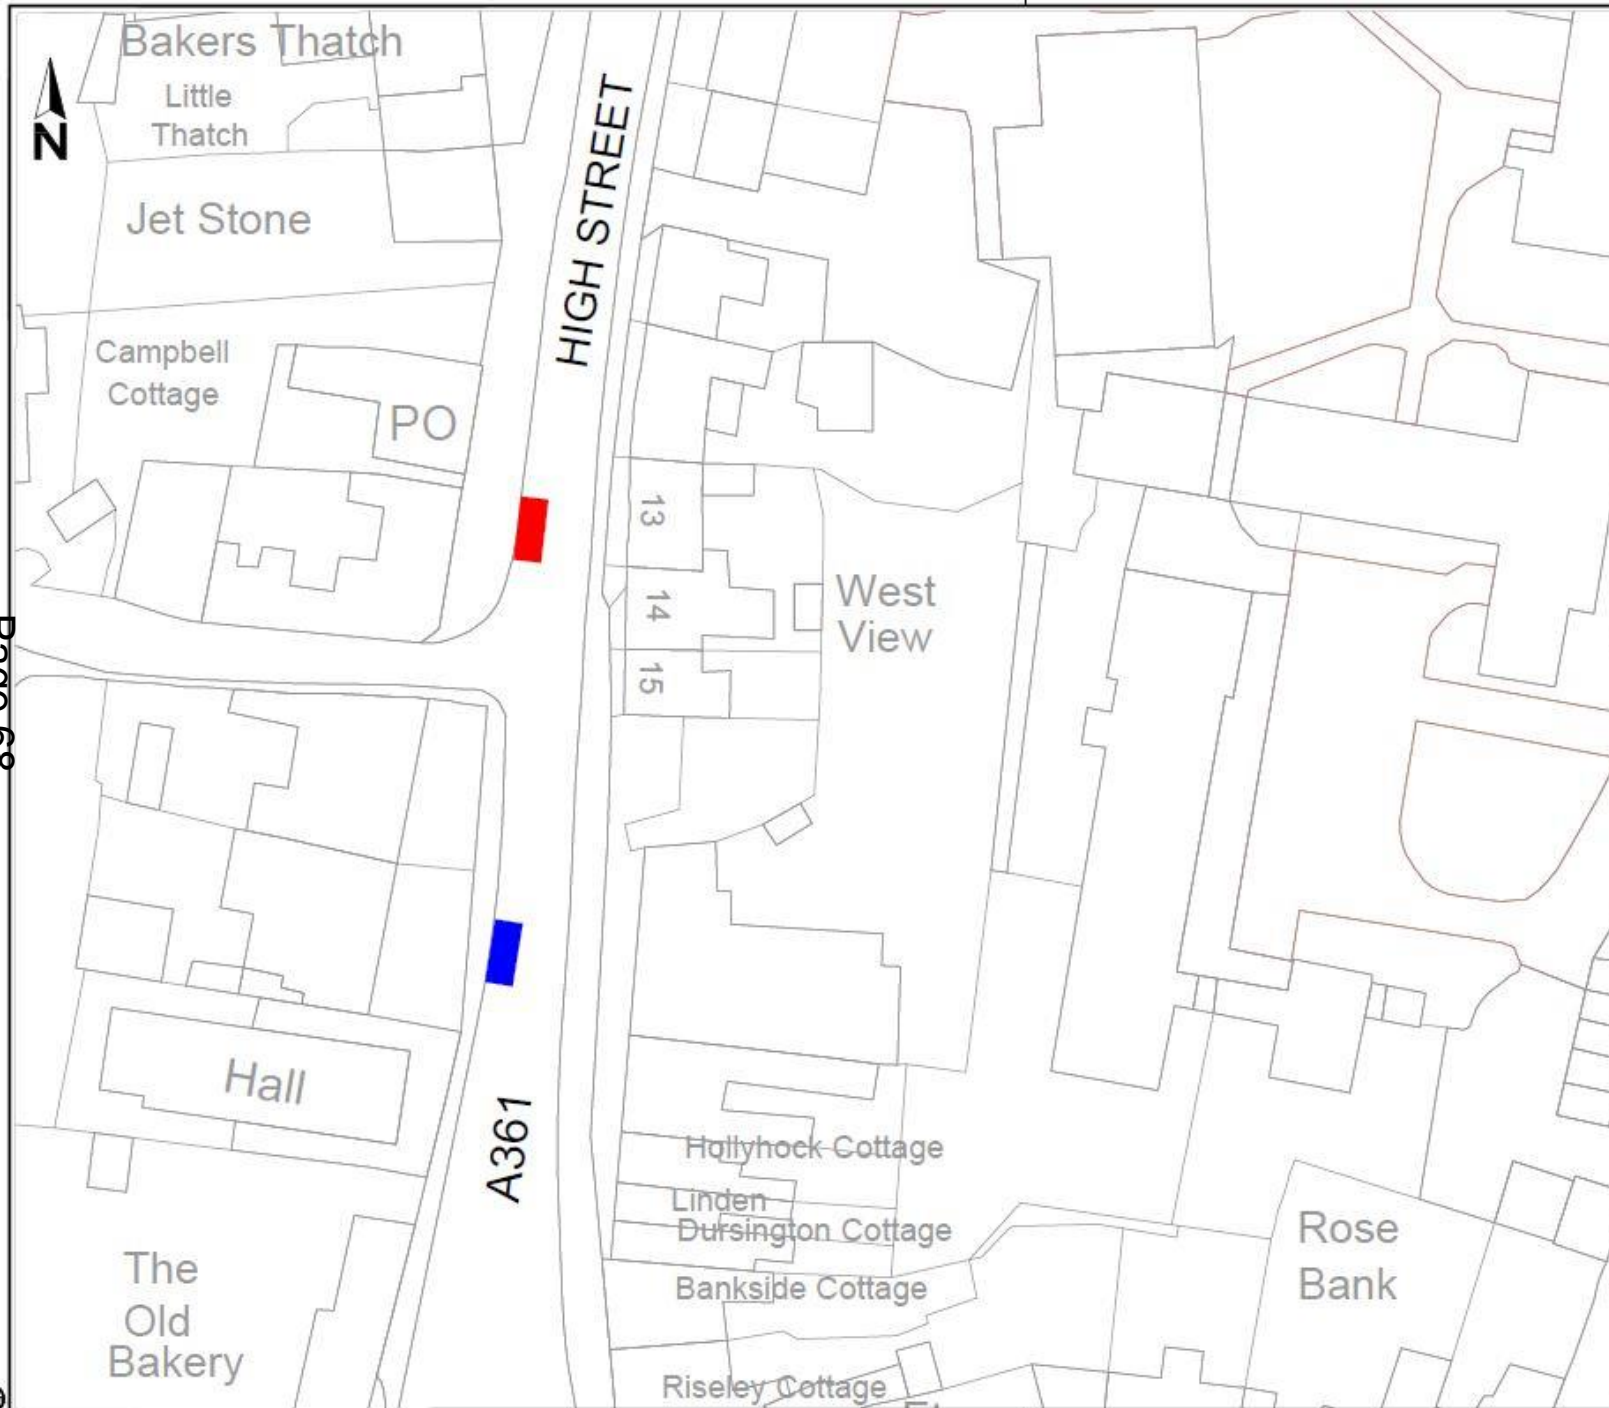 Bakers Thatch
Little
Thatch
N
Jet Stone
HIGH STREET
Campbell
Cottage
PO
13
14
15
West
View
Hall
A361
Hollyhock Cottage
Linden
Dursington Cottage
Bankside Cottage
Riseley Cottage
Rose
Bank
The
Old
Bakery